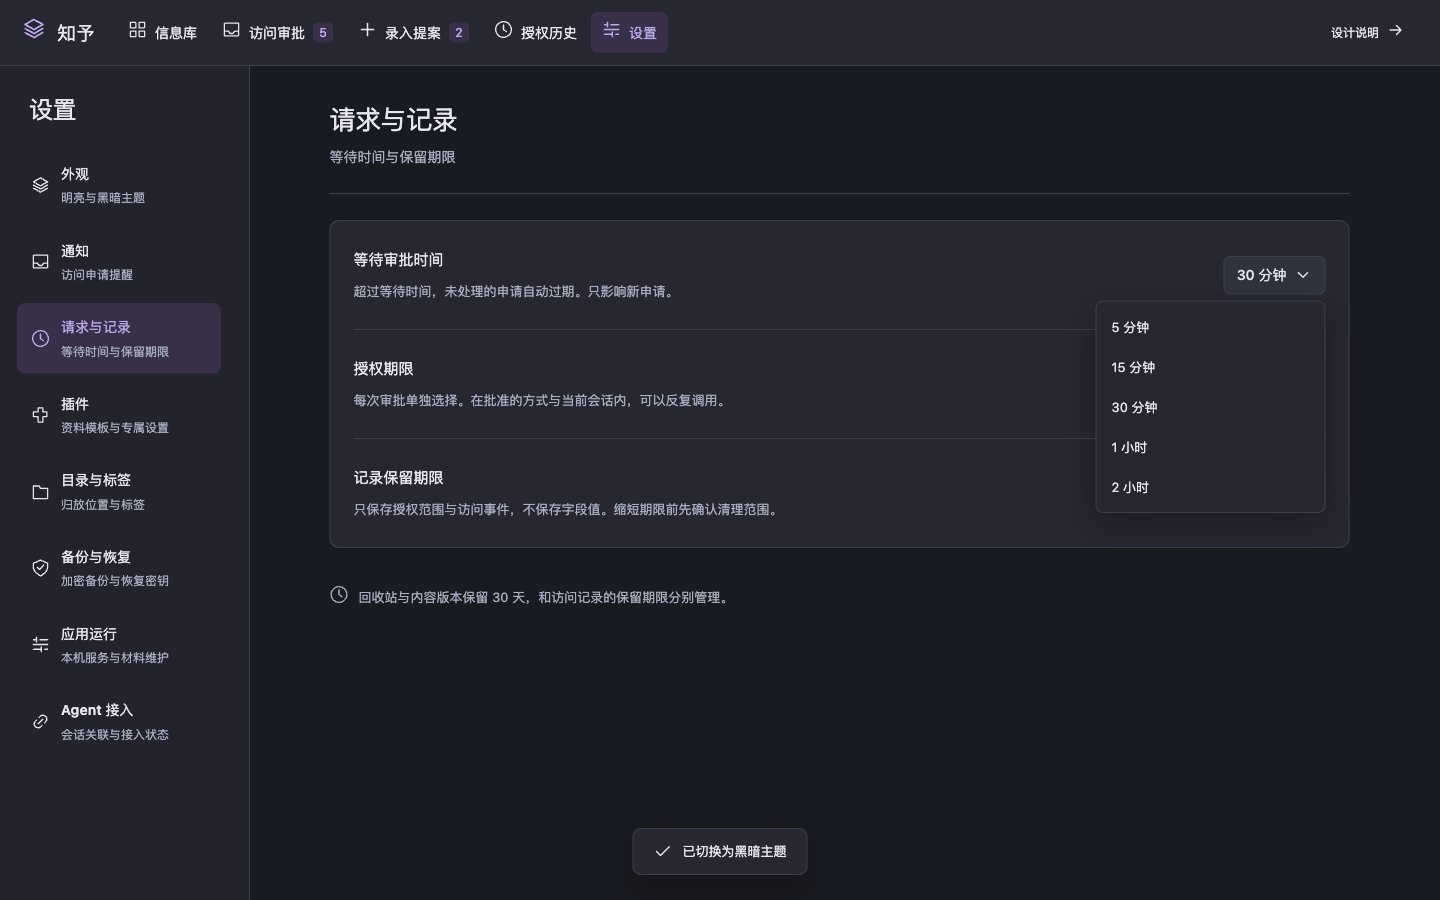 知予
信息库
访问审批 5
录入提案 2
授权历史
设置
设计说明
设置
外观
明亮与黑暗主题
通知
访问申请提醒
请求与记录
等待时间与保留期限
插件
资料模板与专属设置
目录与标签
归放位置与标签
备份与恢复
加密备份与恢复密钥
应用运行
本机服务与材料维护
Agent 接入
会话关联与接入状态
请求与记录
等待时间与保留期限
等待审批时间
超过等待时间，未处理的申请自动过期。只影响新申请。
30 分钟
5 分钟
15 分钟
30 分钟
1 小时
2 小时
授权期限
每次审批单独选择。在批准的方式与当前会话内，可以反复调用。
记录保留期限
只保存授权范围与访问事件，不保存字段值。缩短期限前先确认清理范围。
回收站与内容版本保留 30 天，和访问记录的保留期限分别管理。
已切换为黑暗主题